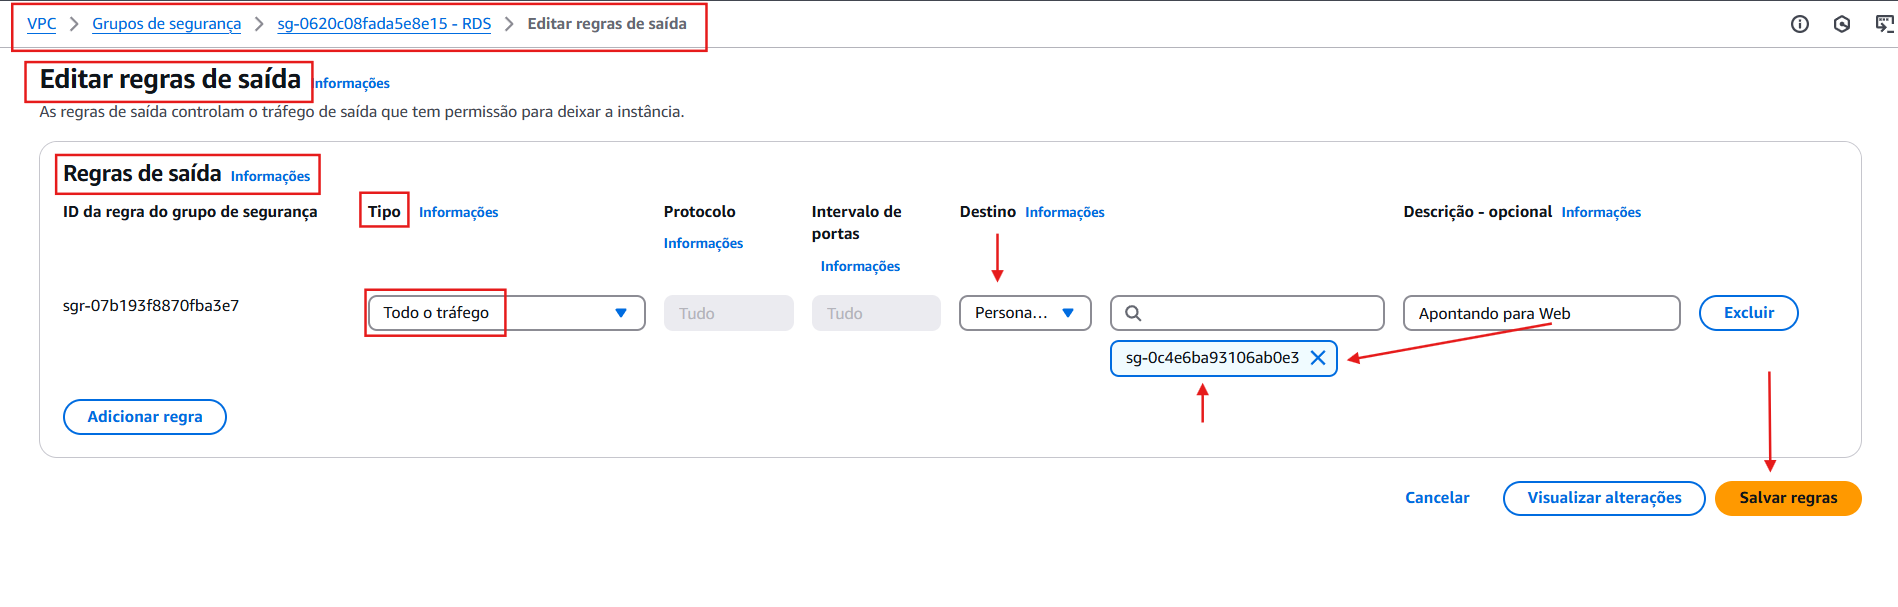 VPC > Grupos de segurança > sg-0620c08fada5e8e15 - RDS > Editar regras de saída
Editar regras de saída Informações
As regras de saída controlam o tráfego de saída que tem permissão para deixar a instância.
Regras de saída Informações
ID da regra do grupo de segurança
Tipo Informações
Protocolo
Informações
Intervalo de
portas
Informações
Destino Informações
Descrição - opcional Informações
sgr-07b193f8870fba3e7
Todo o tráfego
Tudo
Tudo
Persona...
sg-0c4e6ba93106ab0e3
Apontando para Web
Excluir
Adicionar regra
Cancelar
Visualizar alterações
Salvar regras